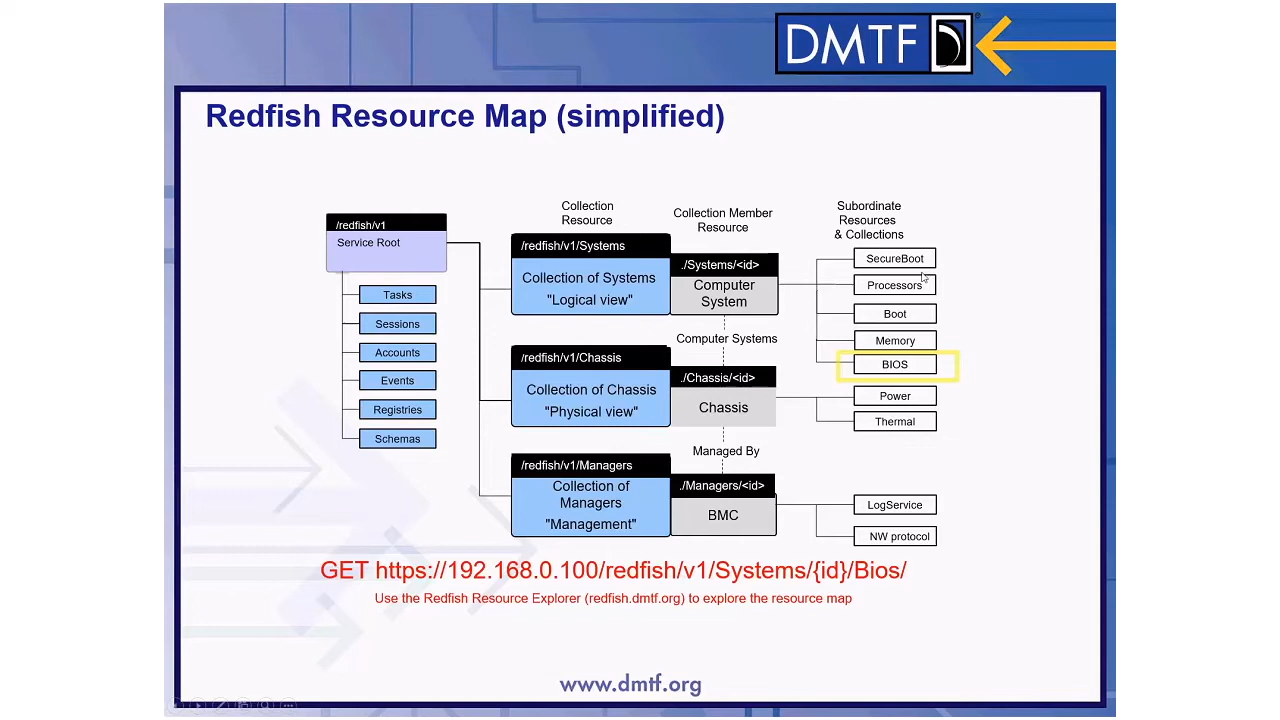 DMTF
Redfish Resource Map (simplified)
Collection
Resource
Collection Member
Resource
Subordinate
Resources
& Collections
/redfish/v1
Service Root
Tasks
Sessions
Accounts
Events
Registries
Schemas
/redfish/v1/Systems
Collection of Systems
"Logical view"
./Systems/<id>
Computer
System
Computer Systems
/redfish/v1/Chassis
Collection of Chassis
"Physical view"
./Chassis/<id>
Chassis
Managed By
/redfish/v1/Managers
Collection of
Managers
"Management"
./Managers/<id>
BMC
SecureBoot
Processors
Boot
Memory
BIOS
Power
Thermal
LogService
NW protocol
GET https://192.168.0.100/redfish/v1/Systems/{id}/Bios/
Use the Redfish Resource Explorer (redfish.dmtf.org) to explore the resource map
www.dmtf.org